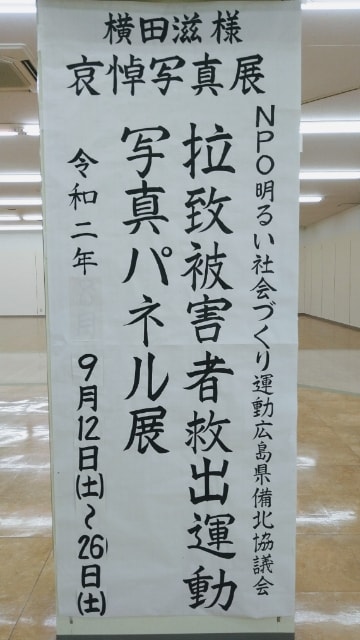 横田滋様
哀悼写真展
NPO明るい社会づくり運動広島県備北協議会
拉致被害者救出運動
写真パネル展
令和二年 9月12日(土)〜26日(土)